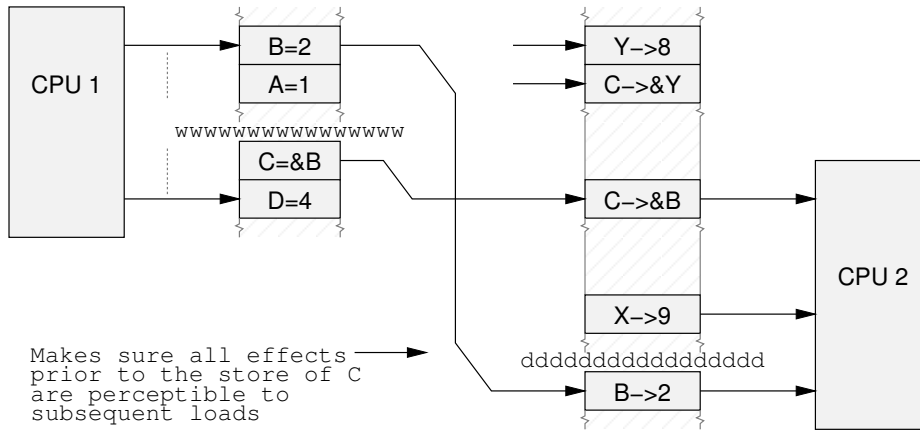 B=2
Y->8
CPU 1
A=1
C->&Y
wwwwwwwwwwwwwwww
C=&B
D=4
C->&B
CPU 2
X->9
Makes sure all effects
prior to the store of C
are perceptible to
subsequent loads
ddddddddddddddddd
B->2